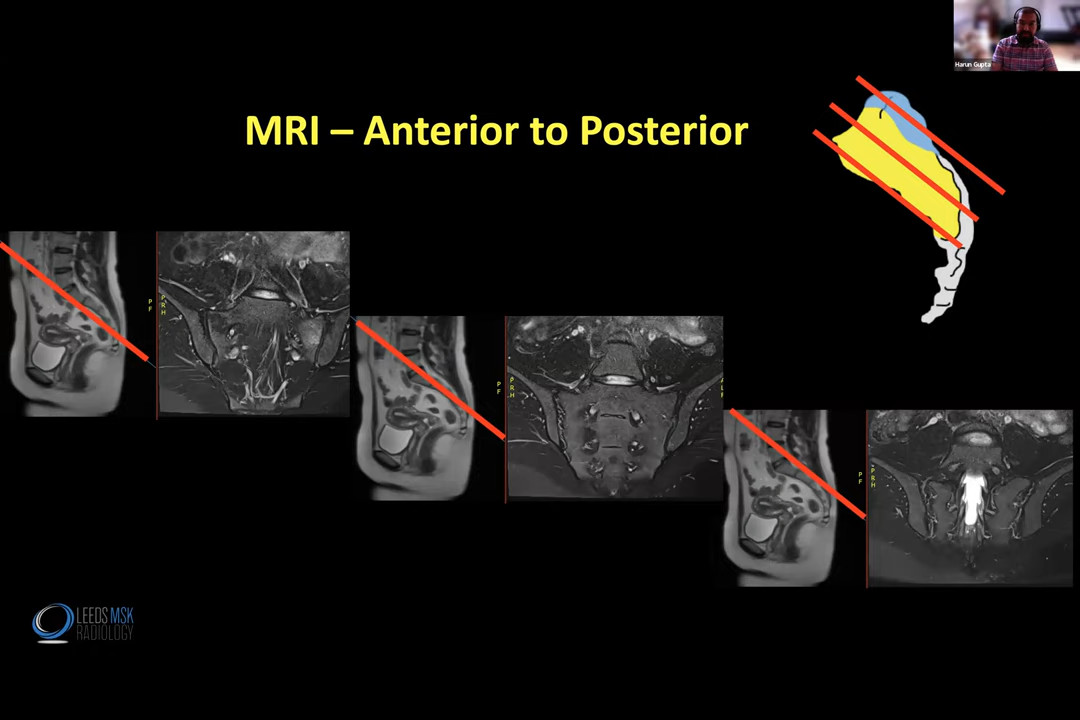 Harun Gupta
MRI – Anterior to Posterior
P
F
P
R
H
P
F
P
R
H
P
F
P
R
H
LEEDS MSK
RADIOLOGY